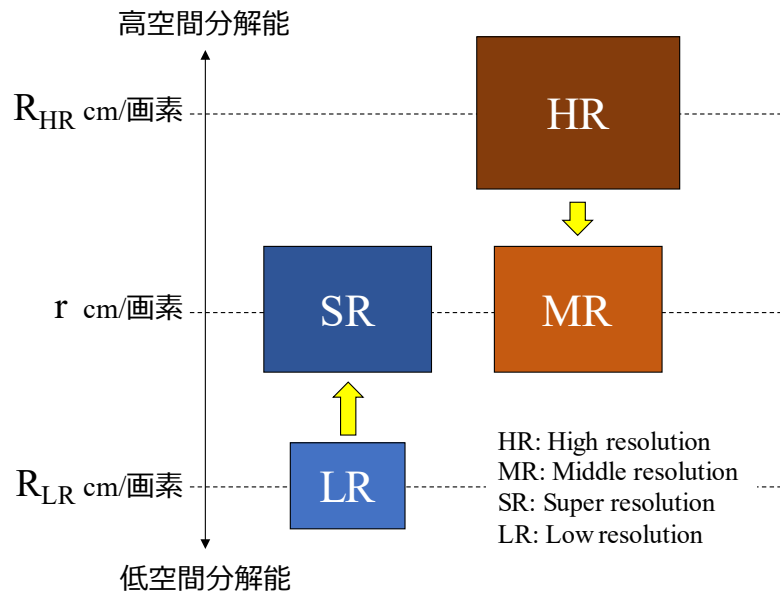 高空間分解能
R_HR cm/画素
HR
r cm/画素
SR
MR
R_LR cm/画素
LR
HR: High resolution
MR: Middle resolution
SR: Super resolution
LR: Low resolution
低空間分解能